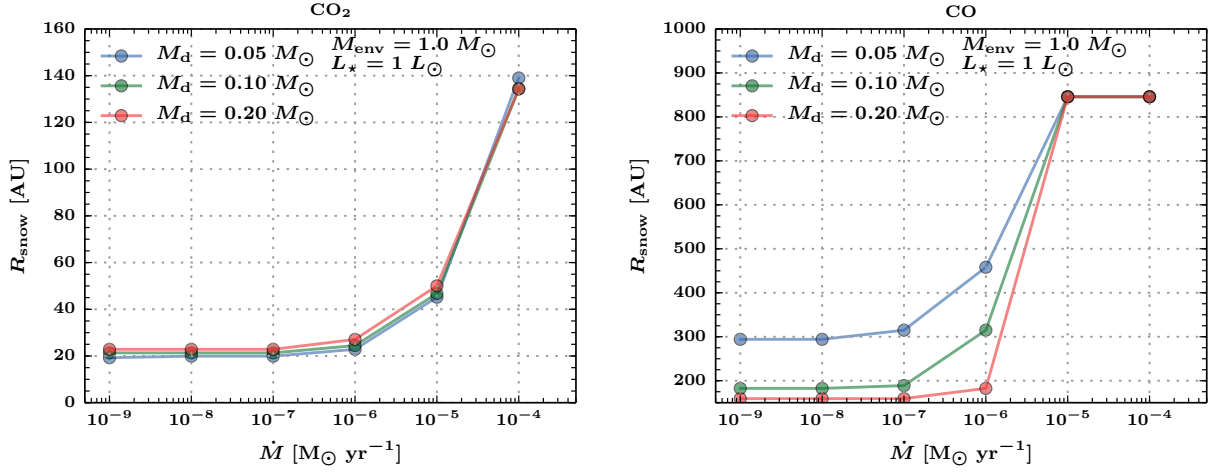 CO₂
160
140
120
100
80
60
40
20
0
R_snow [AU]
M_d = 0.05 M_⊙
M_d = 0.10 M_⊙
M_d = 0.20 M_⊙
M_env = 1.0 M_⊙
L_⋆ = 1 L_⊙
10⁻⁹ 10⁻⁸ 10⁻⁷ 10⁻⁶ 10⁻⁵ 10⁻⁴
Ṁ [M_⊙ yr⁻¹]
CO
1000
900
800
700
600
500
400
300
200
R_snow [AU]
M_d = 0.05 M_⊙
M_d = 0.10 M_⊙
M_d = 0.20 M_⊙
M_env = 1.0 M_⊙
L_⋆ = 1 L_⊙
10⁻⁹ 10⁻⁸ 10⁻⁷ 10⁻⁶ 10⁻⁵ 10⁻⁴
Ṁ [M_⊙ yr⁻¹]